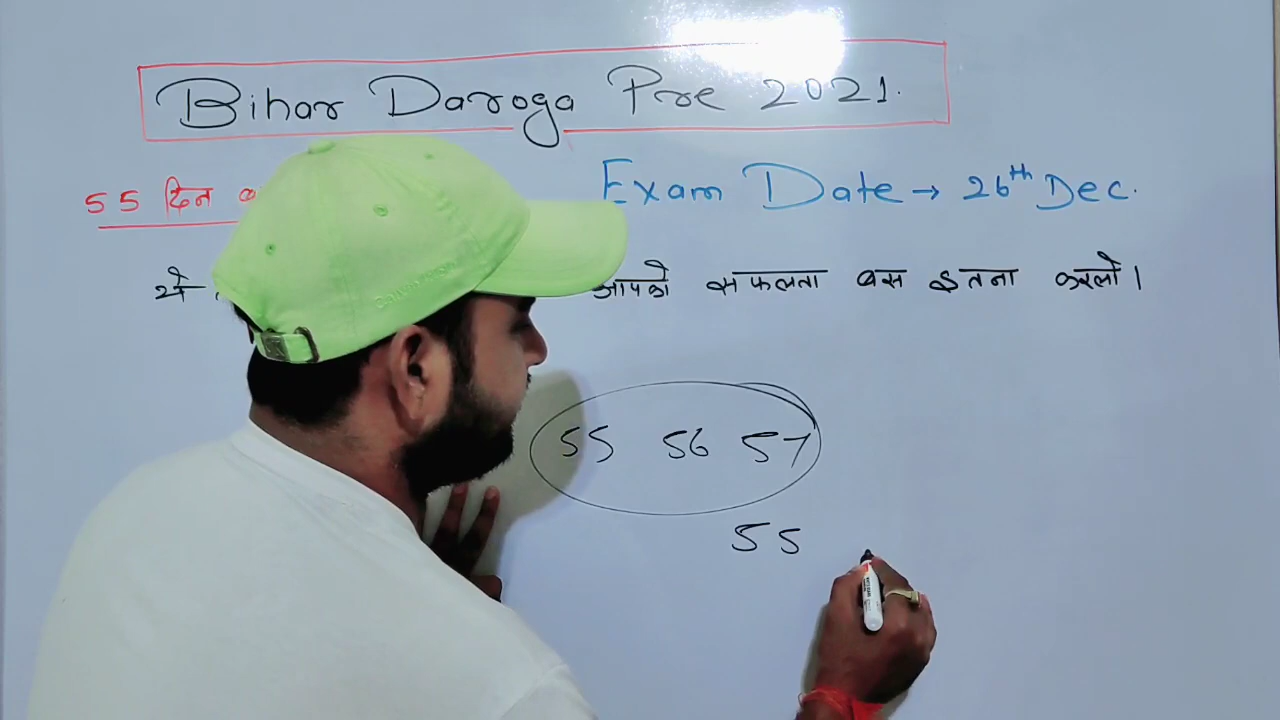 Bihar Daroga Pre 2021.
55 दिन
Exam Date → 26th Dec.
ये आपको सफलता बस इतना करलो।
55 56 57
55